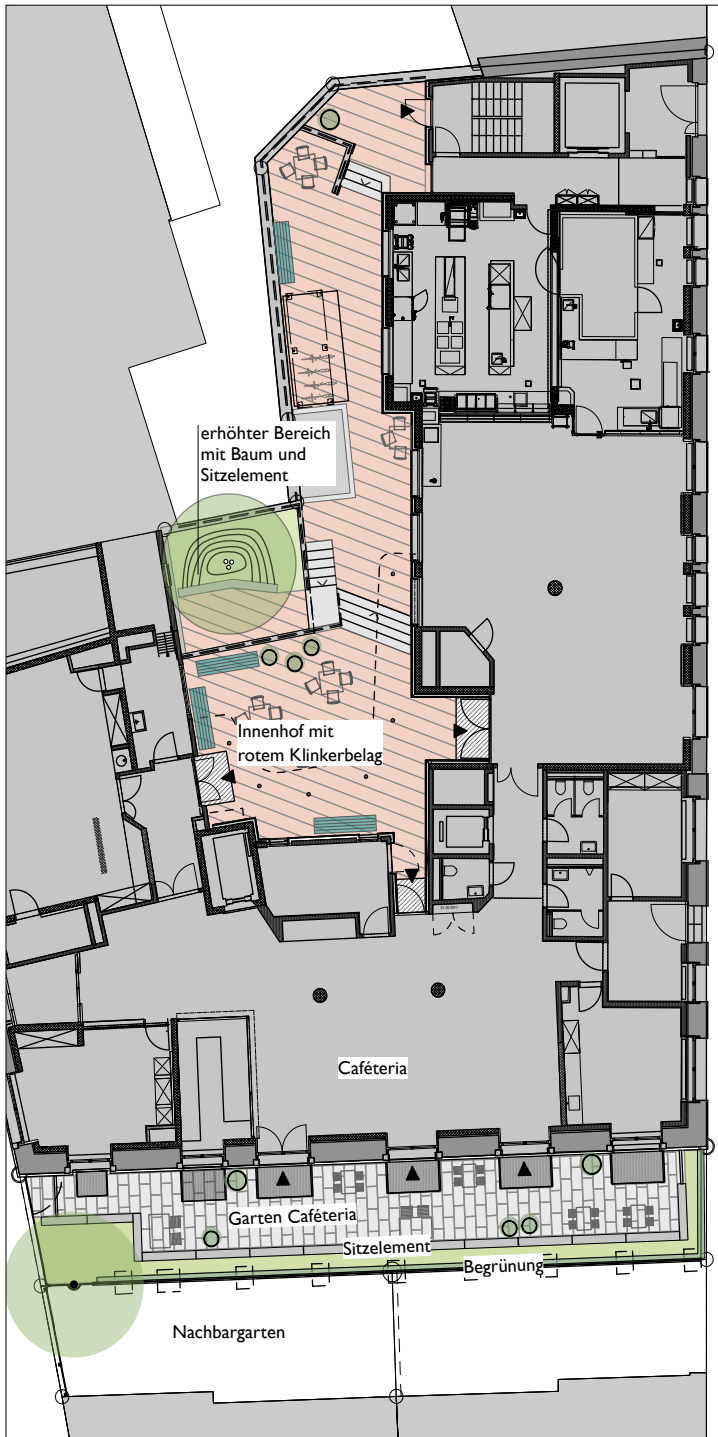 erhöhter Bereich
mit Baum und
Sitzelement
Innenhof mit
rotem Klinkerbelag
Caféteria
Garten Caféteria
Sitzelement
Begrünung
Nachbargarten